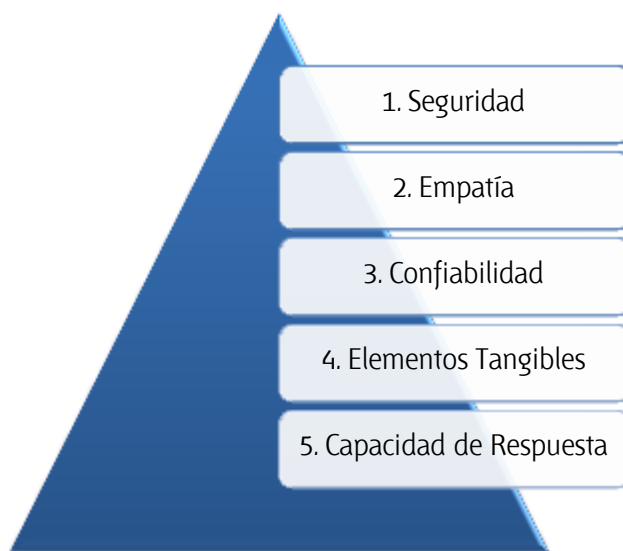 1. Seguridad
2. Empatía
3. Confiabilidad
4. Elementos Tangibles
5. Capacidad de Respuesta